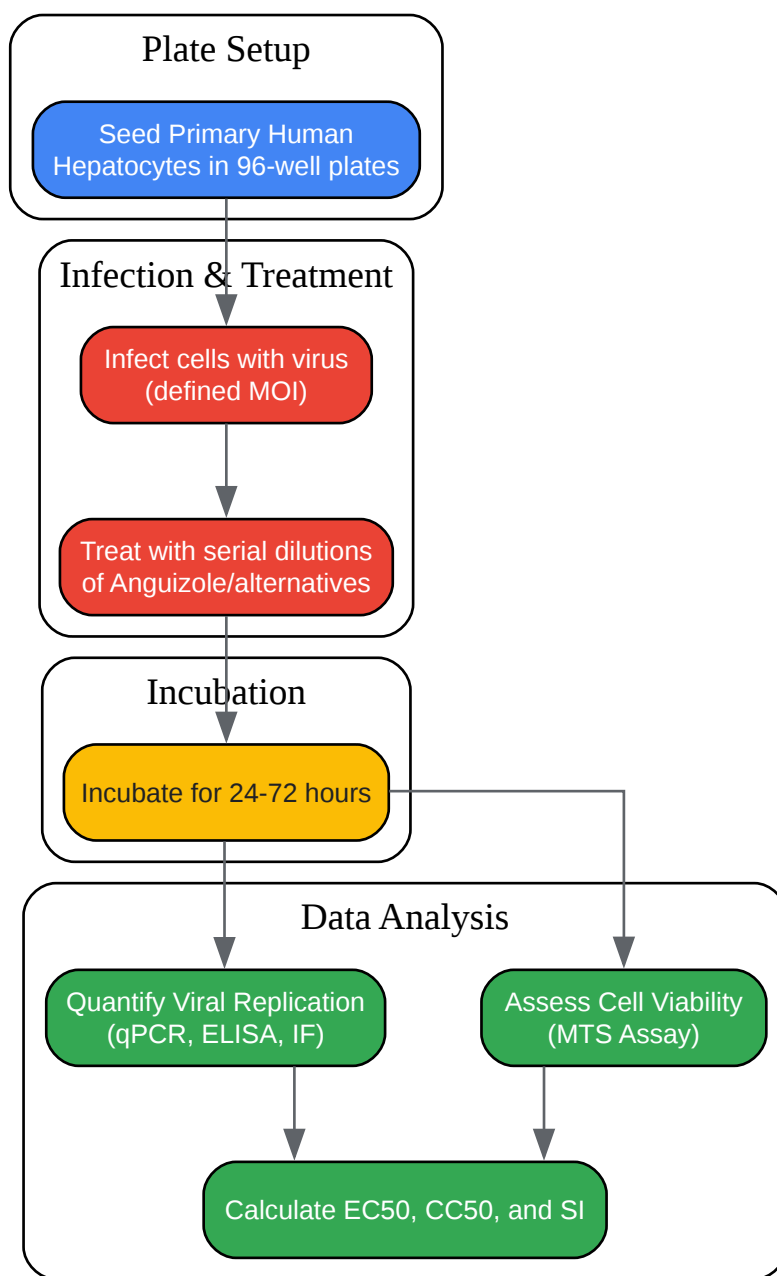 Plate Setup
Seed Primary Human
Hepatocytes in 96-well plates
Infection & Treatment
Infect cells with virus
(defined MOI)
Treat with serial dilutions
of Anguizole/alternatives
Incubation
Incubate for 24-72 hours
Data Analysis
Quantify Viral Replication
(qPCR, ELISA, IF)
Assess Cell Viability
(MTS Assay)
Calculate EC50, CC50, and SI